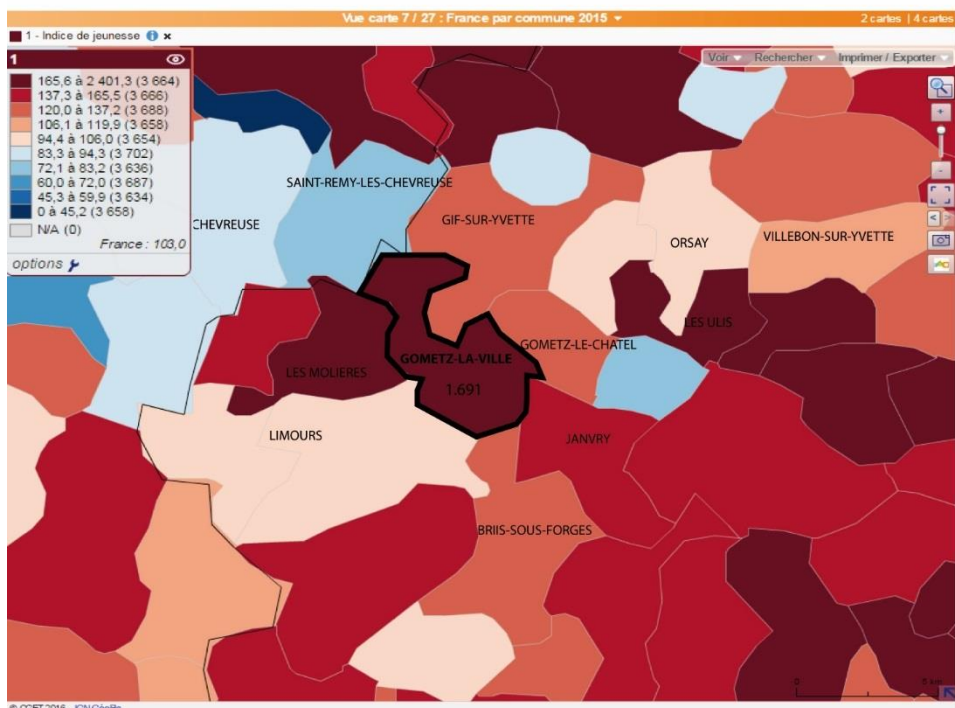 Vue carte 7 / 27 : France par commune 2015
2 cartes | 4 cartes
1 - Indice de jeunesse
Voir Rechercher Imprimer / Exporter
1
165,6 à 2 401,3 (3 664)
137,3 à 165,5 (3 666)
120,0 à 137,2 (3 688)
106,1 à 119,9 (3 658)
94,4 à 106,0 (3 654)
83,3 à 94,3 (3 702)
72,1 à 83,2 (3 636)
60,0 à 72,0 (3 687)
45,3 à 59,9 (3 634)
0 à 45,2 (3 658)
N/A (0)
France : 103,0
options
SAINT-REMY-LES-CHEVREUSE
CHEVREUSE
GIF-SUR-YVETTE
ORSAY
VILLEBON-SUR-YVETTE
LES ULIS
GOMETZ-LE-CHATEL
GOMETZ-LA-VILLE
1.691
LES MOLIERES
LIMOURS
JANVRY
BRIIS-SOUS-FORGES
0 5 km
© CGET 2016 - IGN GéoFla